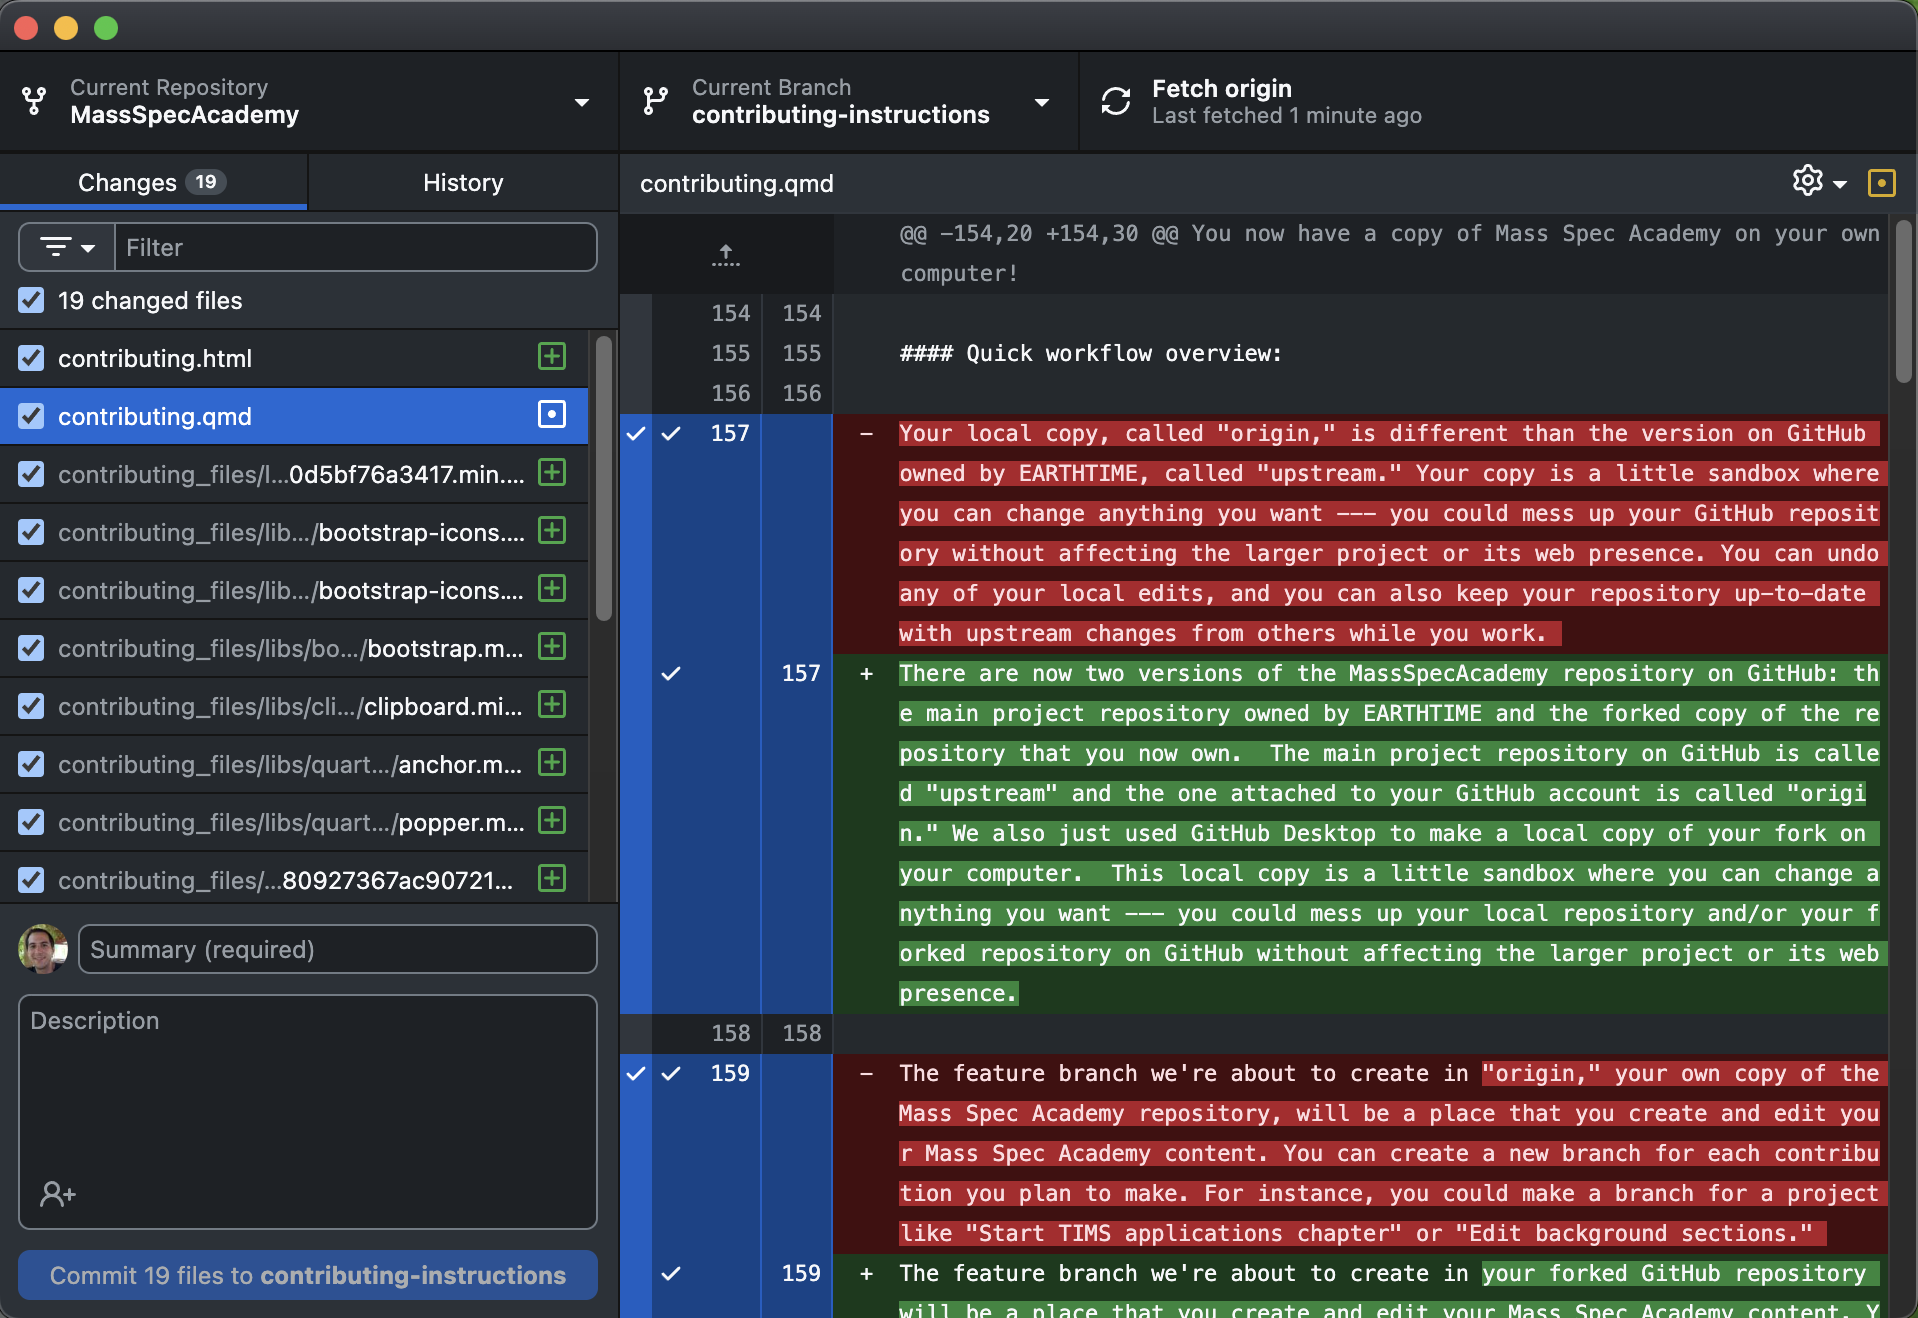 Current Repository
MassSpecAcademy
Current Branch
contributing-instructions
Fetch origin
Last fetched 1 minute ago
Changes 19
History
Filter
19 changed files
contributing.html
contributing.qmd
contributing_files/l...0d5bf76a3417.min....
contributing_files/lib.../bootstrap-icons....
contributing_files/lib.../bootstrap-icons....
contributing_files/libs/bo.../bootstrap.m...
contributing_files/libs/cli.../clipboard.mi...
contributing_files/libs/quart.../anchor.m...
contributing_files/libs/quart.../popper.m...
contributing_files/...80927367ac90721...
Summary (required)
Description
Commit 19 files to contributing-instructions
contributing.qmd
@@ -154,20 +154,30 @@ You now have a copy of Mass Spec Academy on your own
computer!
154 154
155 155 #### Quick workflow overview:
156 156
157 - Your local copy, called "origin," is different than the version on GitHub
owned by EARTHTIME, called "upstream." Your copy is a little sandbox where
you can change anything you want --- you could mess up your GitHub reposit
ory without affecting the larger project or its web presence. You can undo
any of your local edits, and you can also keep your repository up-to-date
with upstream changes from others while you work.
157 + There are now two versions of the MassSpecAcademy repository on GitHub: th
e main project repository owned by EARTHTIME and the forked copy of the re
pository that you now own.  The main project repository on GitHub is calle
d "upstream" and the one attached to your GitHub account is called "origi
n." We also just used GitHub Desktop to make a local copy of your fork on
your computer.  This local copy is a little sandbox where you can change a
nything you want --- you could mess up your local repository and/or your f
orked repository on GitHub without affecting the larger project or its web
presence.
158 158
159 - The feature branch we're about to create in "origin," your own copy of the
Mass Spec Academy repository, will be a place that you create and edit you
r Mass Spec Academy content. You can create a new branch for each contribu
tion you plan to make. For instance, you could make a branch for a project
like "Start TIMS applications chapter" or "Edit background sections."
159 + The feature branch we're about to create in your forked GitHub repository
will be a place that you create and edit your Mass Spec Academy content. Y